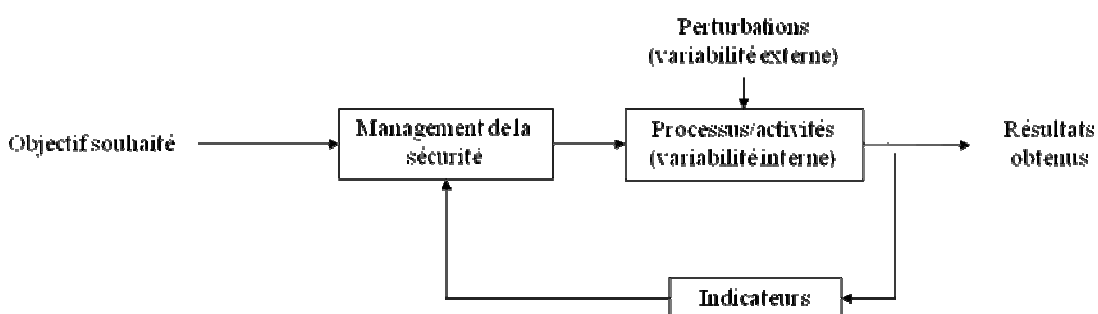 Perturbations
(variabilité externe)
Objectif souhaité
Management de la
sécurité
Processus/activités
(variabilité interne)
Résultats
obtenus
Indicateurs